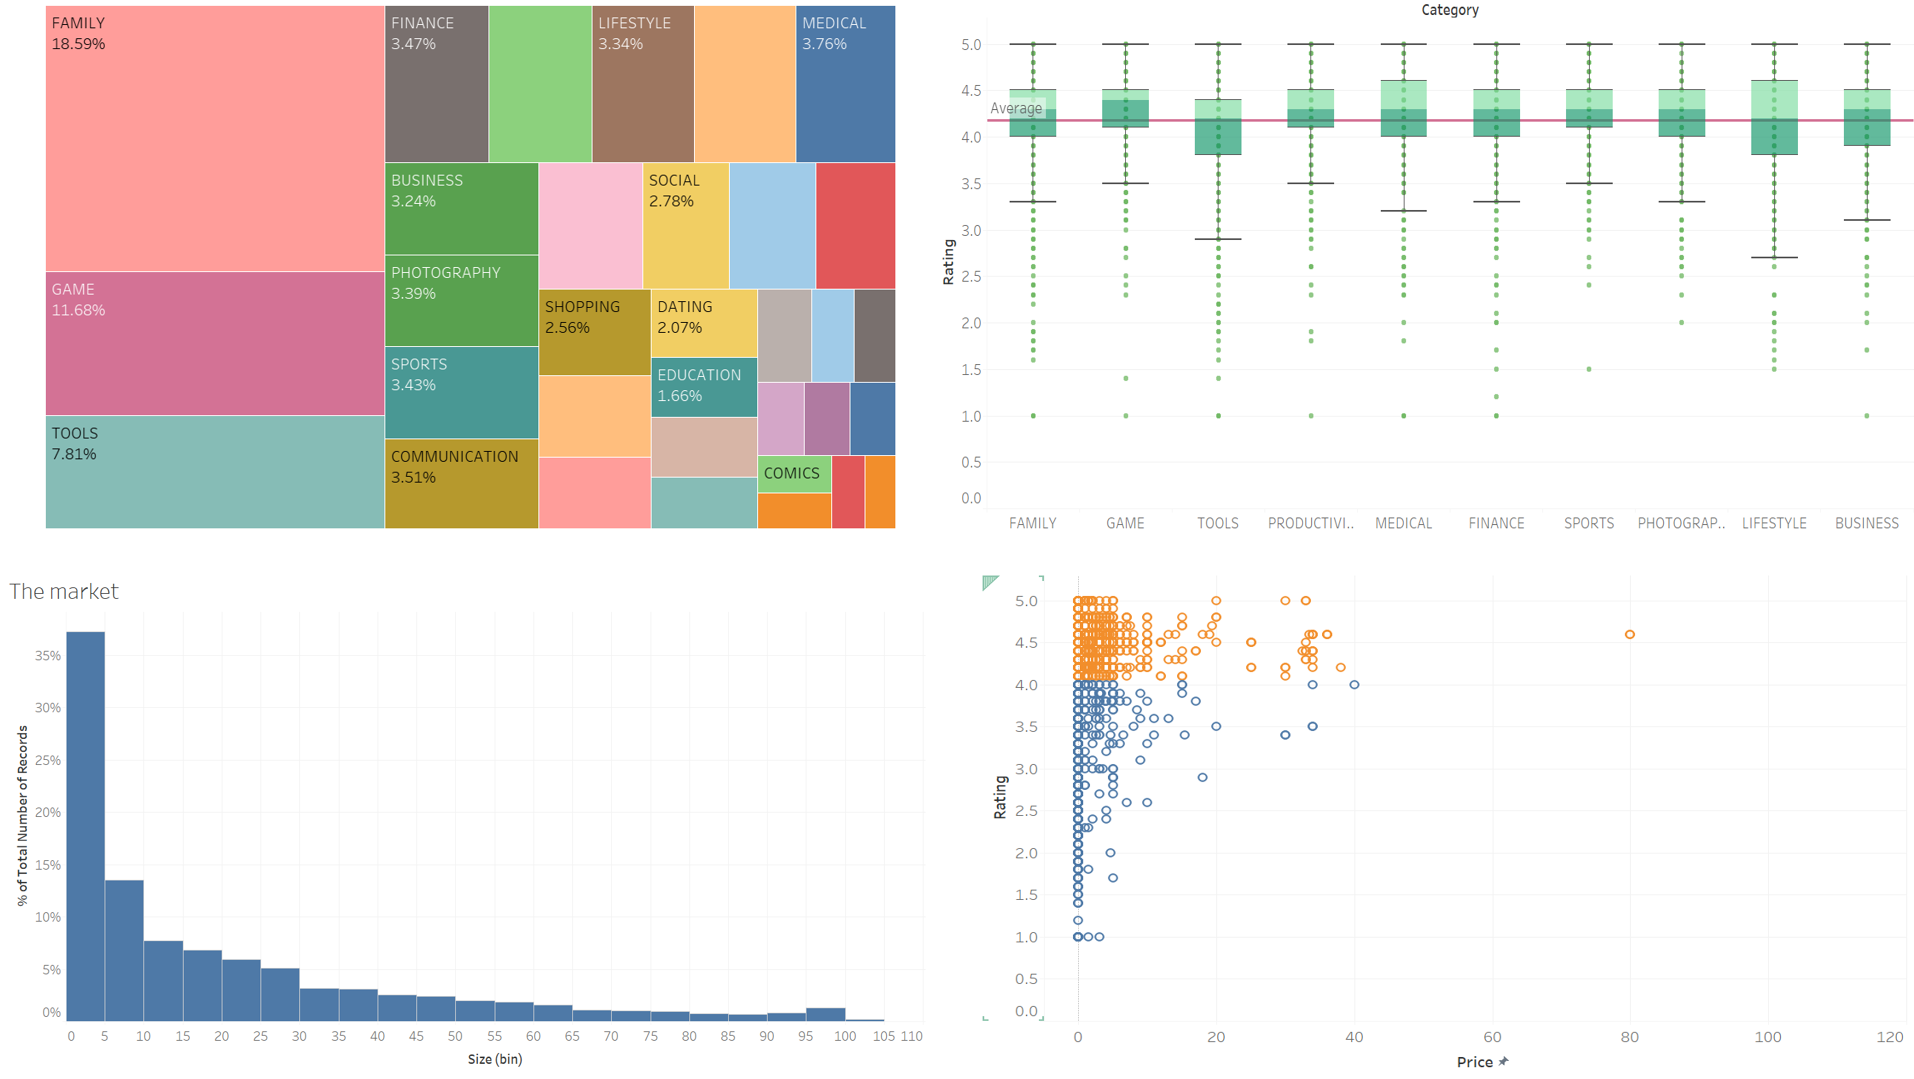 FAMILY
18.59%
GAME
11.68%
TOOLS
7.81%
FINANCE
3.47%
LIFESTYLE
3.34%
MEDICAL
3.76%
BUSINESS
3.24%
PHOTOGRAPHY
3.39%
SPORTS
3.43%
COMMUNICATION
3.51%
SOCIAL
2.78%
SHOPPING
2.56%
DATING
2.07%
EDUCATION
1.66%
COMICS
Category
Rating
5.0
4.5
4.0
3.5
3.0
2.5
2.0
1.5
1.0
0.5
0.0
Average
FAMILY GAME TOOLS PRODUCTIVI.. MEDICAL FINANCE SPORTS PHOTOGRAP.. LIFESTYLE BUSINESS
The market
% of Total Number of Records
35%
30%
25%
20%
15%
10%
5%
0%
0 5 10 15 20 25 30 35 40 45 50 55 60 65 70 75 80 85 90 95 100 105 110
Size (bin)
Rating
5.0
4.5
4.0
3.5
3.0
2.5
2.0
1.5
1.0
0.5
0.0
0 20 40 60 80 100 120
Price